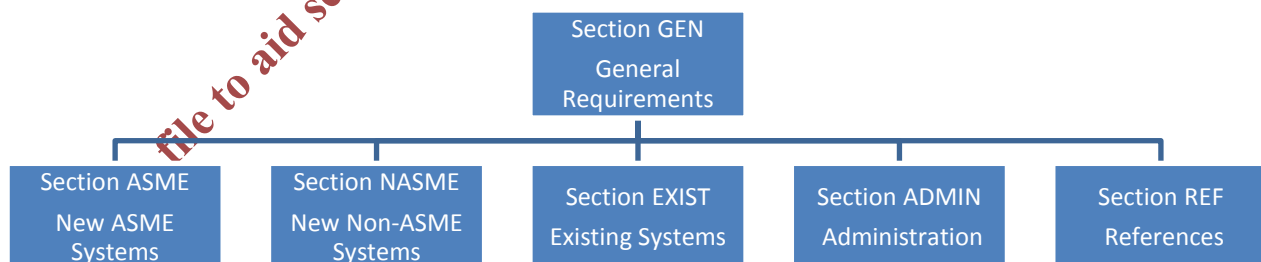 Section GEN
General
Requirements
file to aid
Section ASME
New ASME
Systems
Section NASME
New Non-ASME
Systems
Section EXIST
Existing Systems
Section ADMIN
Administration
Section REF
References